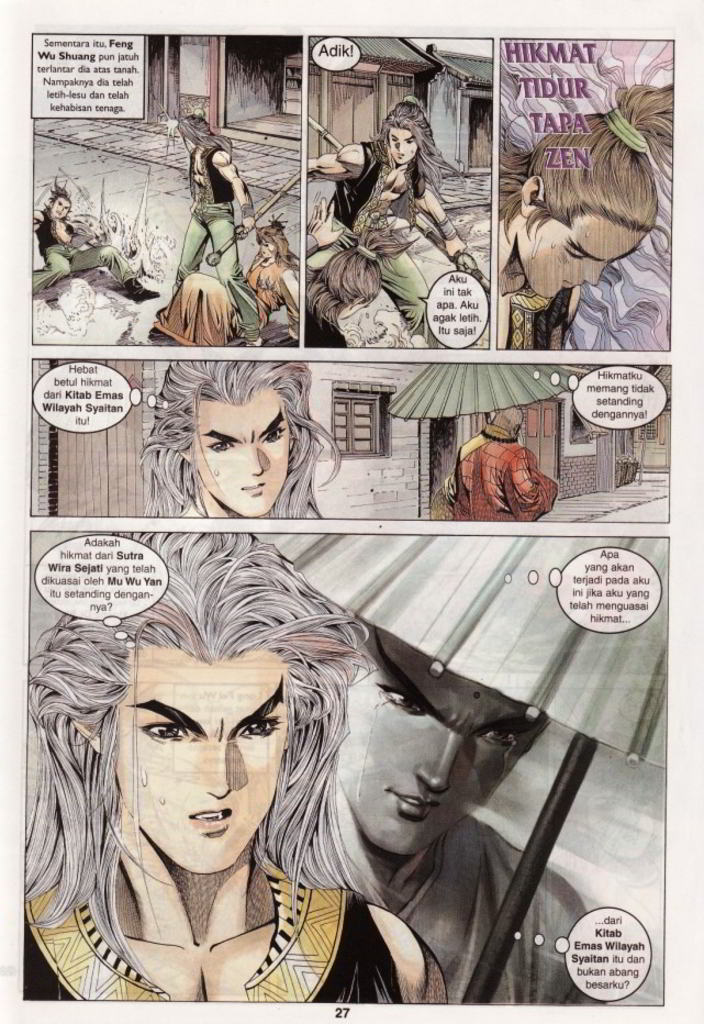 Sementara itu, Feng
Wu Shuang pun jatuh
terlantar dia atas tanah.
Nampaknya dia telah
letih-lesu dan telah
kehabisan tenaga.
Adik!
Aku
ini tak
apa. Aku
agak letih.
Itu saja!
HIKMAT
TIDUR
TAPA
ZEN
Hebat
betul hikmat
dari Kitab Emas
Wilayah Syaitan
itu!
Hikmatku
memang tidak
setanding
dengannya!
Adakah
hikmat dari Sutra
Wira Sejati yang telah
dikuasai oleh Mu Wu Yan
itu setanding dengan-
nya?
Apa
yang akan
terjadi pada aku
ini jika aku yang
telah menguasai
hikmat...
...dari
Kitab
Emas Wilayah
Syaitan itu dan
bukan abang
besarku?
27